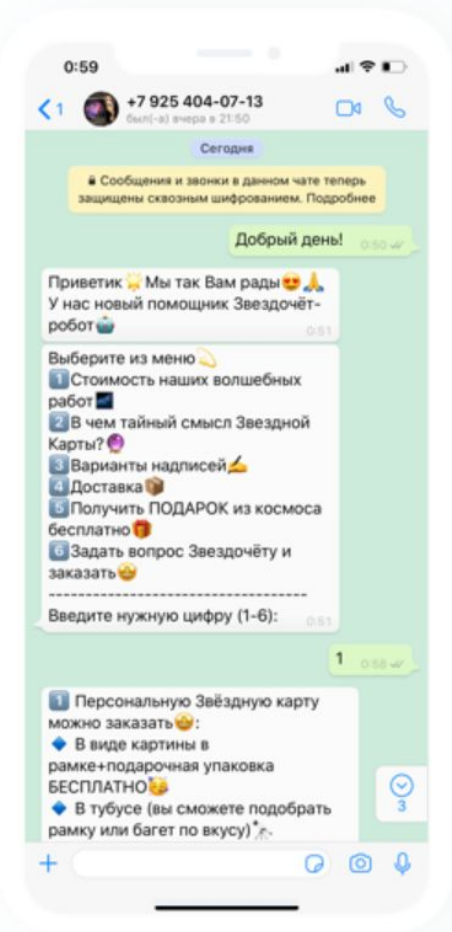 0:59
1
+7 925 404-07-13
был(-а) вчера в 21:50
Сегодня
🔒 Сообщения и звонки в данном чате теперь
защищены сквозным шифрованием. Подробнее
Добрый день! 0:50
Приветик🌟Мы так Вам рады😍🙏
У нас новый помощник Звездочёт-
робот🤖 0:51
Выберите из меню💫
1️⃣Стоимость наших волшебных
работ🌌
2️⃣В чем тайный смысл Звездной
Карты?🔮
3️⃣Варианты надписей✍️
4️⃣Доставка📦
5️⃣Получить ПОДАРОК из космоса
бесплатно🎁
6️⃣Задать вопрос Звездочёту и
заказать🤩
-----------------------------------
Введите нужную цифру (1-6): 0:51
1 0:58
1️⃣ Персональную Звёздную карту
можно заказать🤩:
🔹 В виде картины в
рамке+подарочная упаковка
БЕСПЛАТНО🥳
🔹 В тубусе (вы сможете подобрать
рамку или багет по вкусу)🔭
3